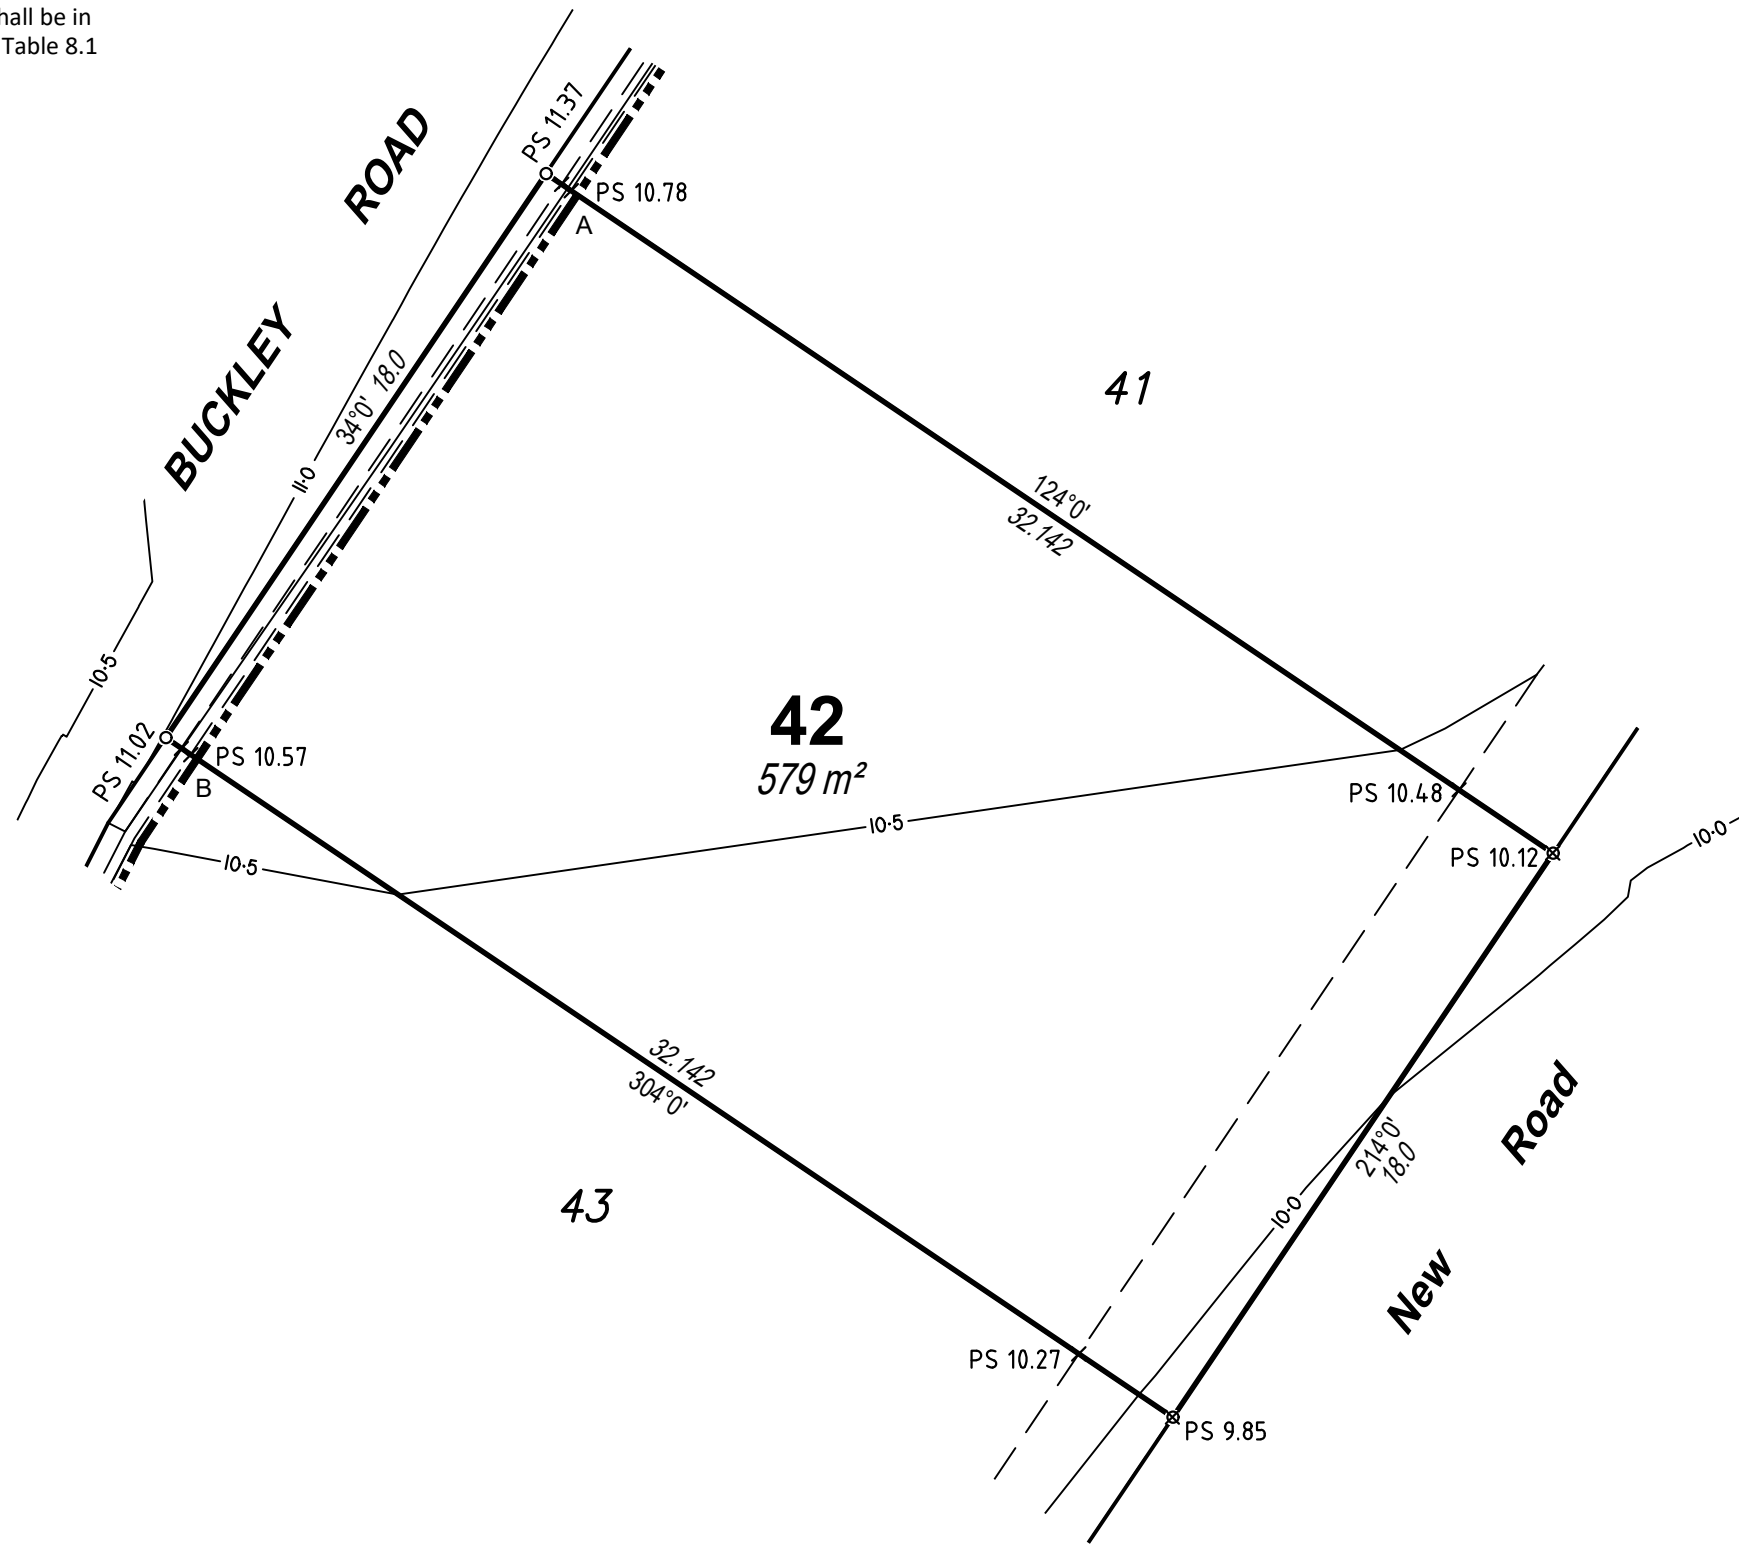 hall be in
Table 8.1
BUCKLEY ROAD
PS 11.37
PS 10.78
A
34°0' 18.0
11·0
41
124°0'
32.142
10·5
PS 11.02
PS 10.57
B
42
579 m²
10·5
10·5
PS 10.48
PS 10.12
10·0
32.142
304°0'
43
214°0'
18.0
10·0
New Road
PS 10.27
PS 9.85